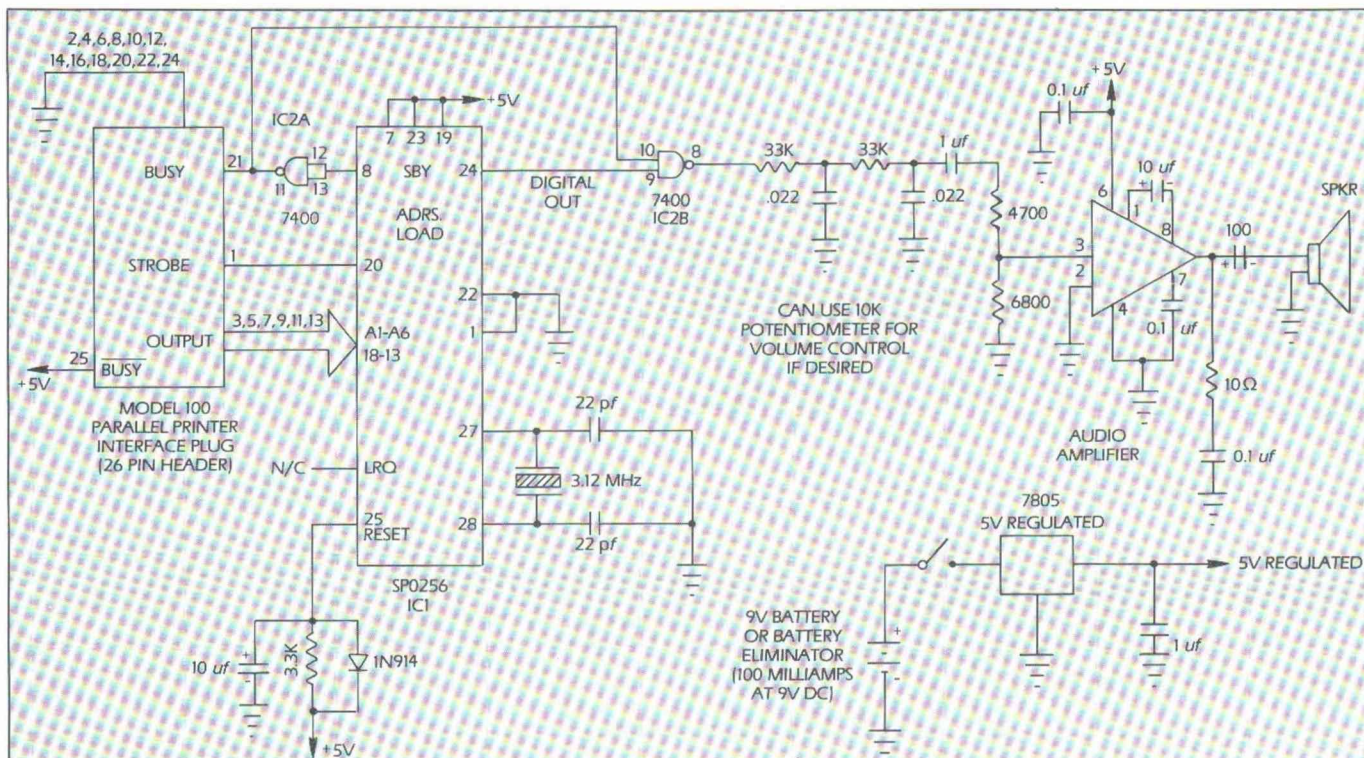 2,4,6,8,10,12,
14,16,18,20,22,24
IC2A
7 23 19
+5V
BUSY
21
12
11
13
7400
8
SBY
24
ADRS.
LOAD
DIGITAL
OUT
10
9
8
7400
IC2B
33K
33K
.022
.022
1 uf
4700
6800
0.1 uf
+5V
6
1
10 uf
+ -
8
3
2
7
4
0.1
uf
100
+ -
SPKR
10Ω
0.1 uf
AUDIO
AMPLIFIER
STROBE
1
20
OUTPUT
3,5,7,9,11,13
A1-A6
18-13
22
1
25
BUSY
+5V
MODEL 100
PARALLEL PRINTER
INTERFACE PLUG
(26 PIN HEADER)
CAN USE 10K
POTENTIOMETER FOR
VOLUME CONTROL
IF DESIRED
N/C
LRQ
25
RESET
27
28
22 pf
3.12 MHz
22 pf
SP0256
IC1
10 uf
+
-
3.3K
1N914
+5V
9V BATTERY
OR BATTERY
ELIMINATOR
(100 MILLIAMPS
AT 9V DC)
+
-
7805
5V REGULATED
5V REGULATED
1 uf